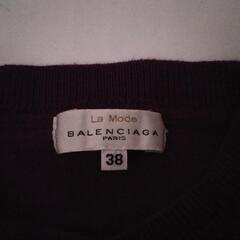 La Mode
BALENCIAGA
PARIS
38